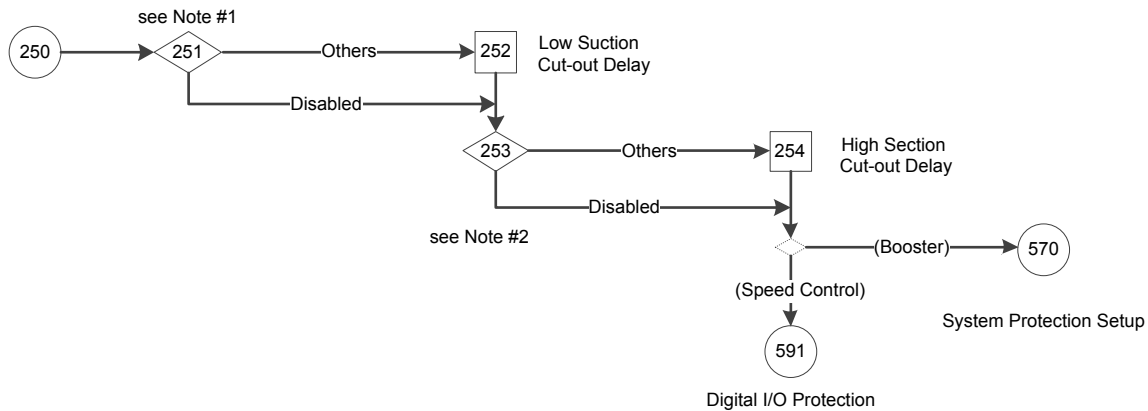 see Note #1
250
251
Others
252
Low Suction
Cut-out Delay
Disabled
253
Others
254
High Section
Cut-out Delay
Disabled
see Note #2
(Booster)
570
(Speed Control)
System Protection Setup
591
Digital I/O Protection